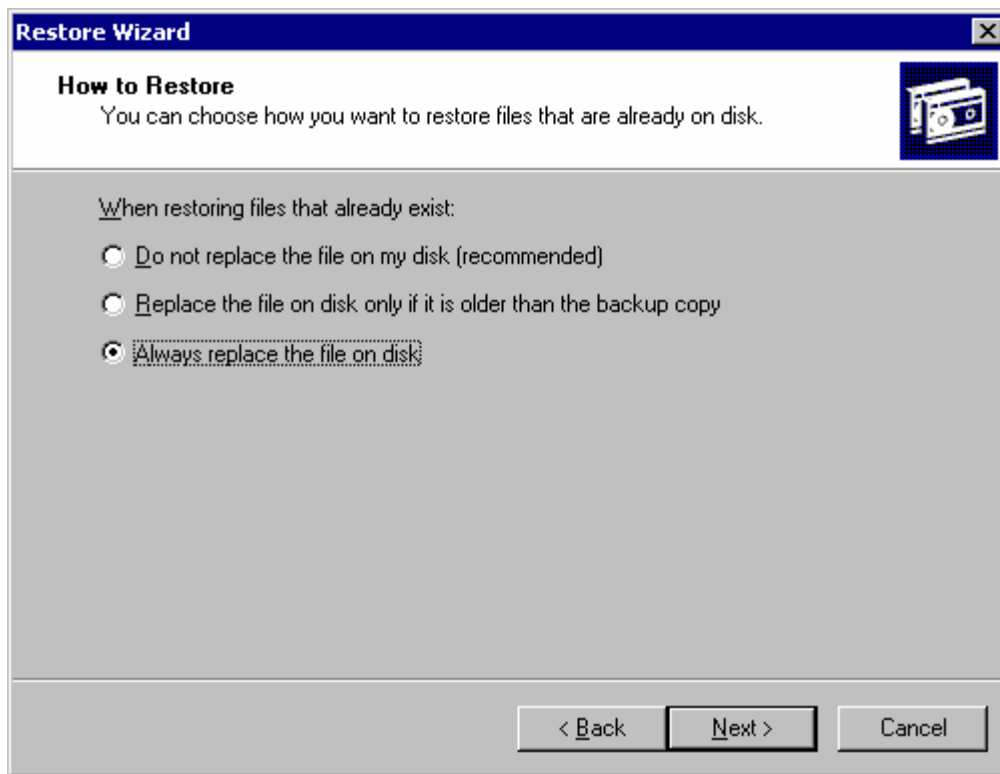 Restore Wizard
How to Restore
You can choose how you want to restore files that are already on disk.
When restoring files that already exist:
Do not replace the file on my disk (recommended)
Replace the file on disk only if it is older than the backup copy
Always replace the file on disk
< Back Next > Cancel